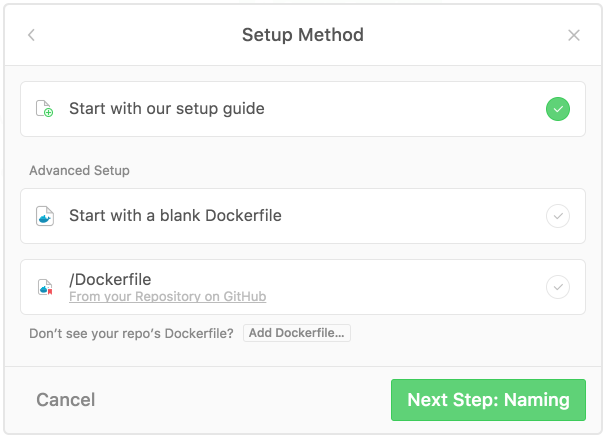 Setup Method
Start with our setup guide
Advanced Setup
Start with a blank Dockerfile
/Dockerfile
From your Repository on GitHub
Don’t see your repo’s Dockerfile? Add Dockerfile...
Cancel Next Step: Naming